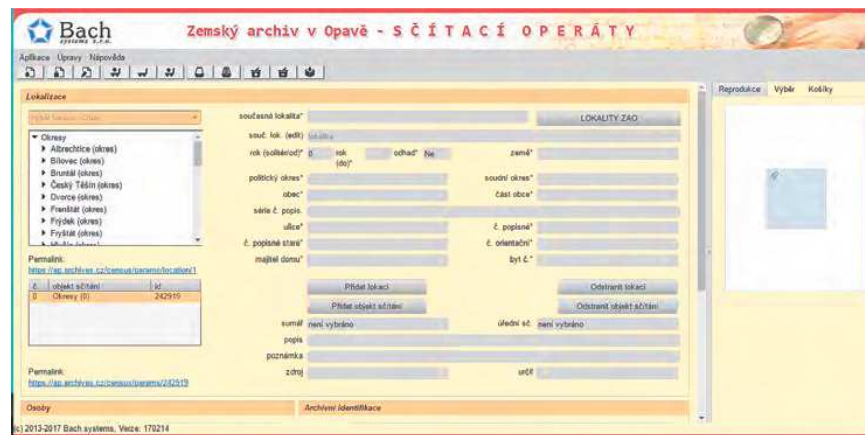 Bach
systems s.r.o.
Zemský archiv v Opavě - SČÍTACÍ OPERÁTY
Aplikace Úpravy Nápověda
Lokalizace
Reprodukce Výběr Košíky
současná lokalita*
LOKALITY ZAO
souč. lok. (edit) lokalita
rok (solitér/od)* 0 rok (do)* odhad* Ne země*
Okresy
Albrechtice (okres)
Bílovec (okres)
Bruntál (okres)
Český Těšín (okres)
Dvorce (okres)
Frenštát (okres)
Frýdek (okres)
Fryštát (okres)
politický okres* soudní okres*
obec* část obce*
série č. popis.
ulice* č. popisné*
č. popisné staré* č. orientační*
majitel domu* byt č.*
Permalink:
https://ap.archives.cz/census/params/location/1
č. objekt sčítání id
0 Okresy (0) 242919
Přidat lokaci Odstranit lokaci
Přidat objekt sčítání Odstranit objekt sčítání
sumář není vybráno úřední sč. není vybráno
popis
poznámka
zdroj určil
Permalink:
https://ap.archives.cz/census/params/242919
Osoby Archivní identifikace
(c) 2013-2017 Bach systems, Verze: 170214